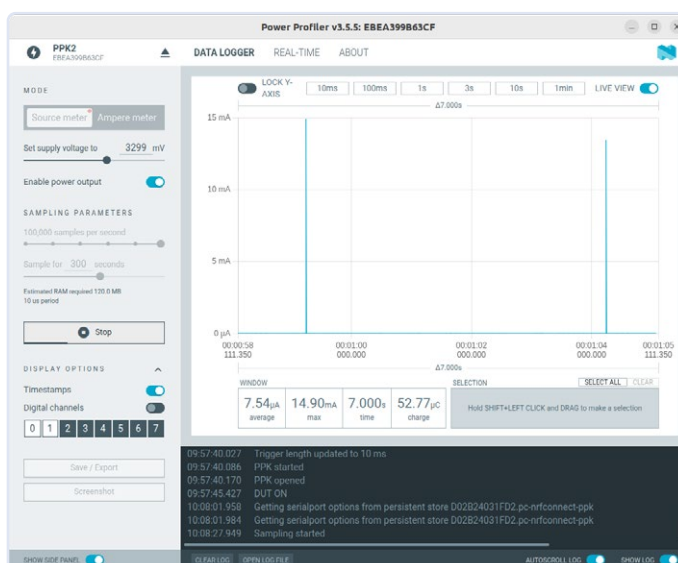 Power Profiler v3.5.5: EBEA399B63CF
PPK2
EBEA399B63CF
DATA LOGGER REAL-TIME ABOUT
MODE
Source meter* Ampere meter
Set supply voltage to 3299 mV
Enable power output
SAMPLING PARAMETERS
100,000 samples per second
Sample for 300 seconds
Estimated RAM required 120.0 MB
10 us period
Stop
DISPLAY OPTIONS
Timestamps
Digital channels
0 1 2 3 4 5 6 7
Save / Export
Screenshot
SHOW SIDE PANEL
LOCK Y-
AXIS
10ms 100ms 1s 3s 10s 1min LIVE VIEW
Δ7.000s
15 mA
10 mA
5 mA
0 µA
00:00:58 00:01:00 00:01:02 00:01:04 00:01:05
111.350 000.000 000.000 000.000 111.350
Δ7.000s
WINDOW SELECTION SELECT ALL CLEAR
7.54µA 14.90mA 7.000s 52.77µC
average max time charge
Hold SHIFT+LEFT CLICK and DRAG to make a selection
09:57:40.027 Trigger length updated to 10 ms
09:57:40.086 PPK started
09:57:40.170 PPK opened
09:57:45.427 DUT ON
10:08:01.958 Getting serialport options from persistent store D02B24031FD2.pc-nrfconnect-ppk
10:08:01.984 Getting serialport options from persistent store D02B24031FD2.pc-nrfconnect-ppk
10:08:27.949 Sampling started
CLEAR LOG OPEN LOG FILE AUTOSCROLL LOG SHOW LOG